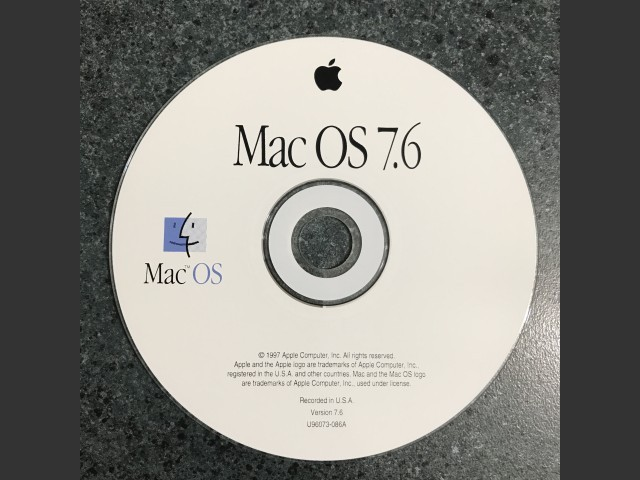 Mac OS 7.6
Mac™ OS
© 1997 Apple Computer, Inc. All rights reserved.
Apple and the Apple logo are trademarks of Apple Computer, Inc.,
registered in the U.S.A. and other countries. Mac and the Mac OS logo
are trademarks of Apple Computer, Inc., used under license.
Recorded in U.S.A.
Version 7.6
U96073-086A